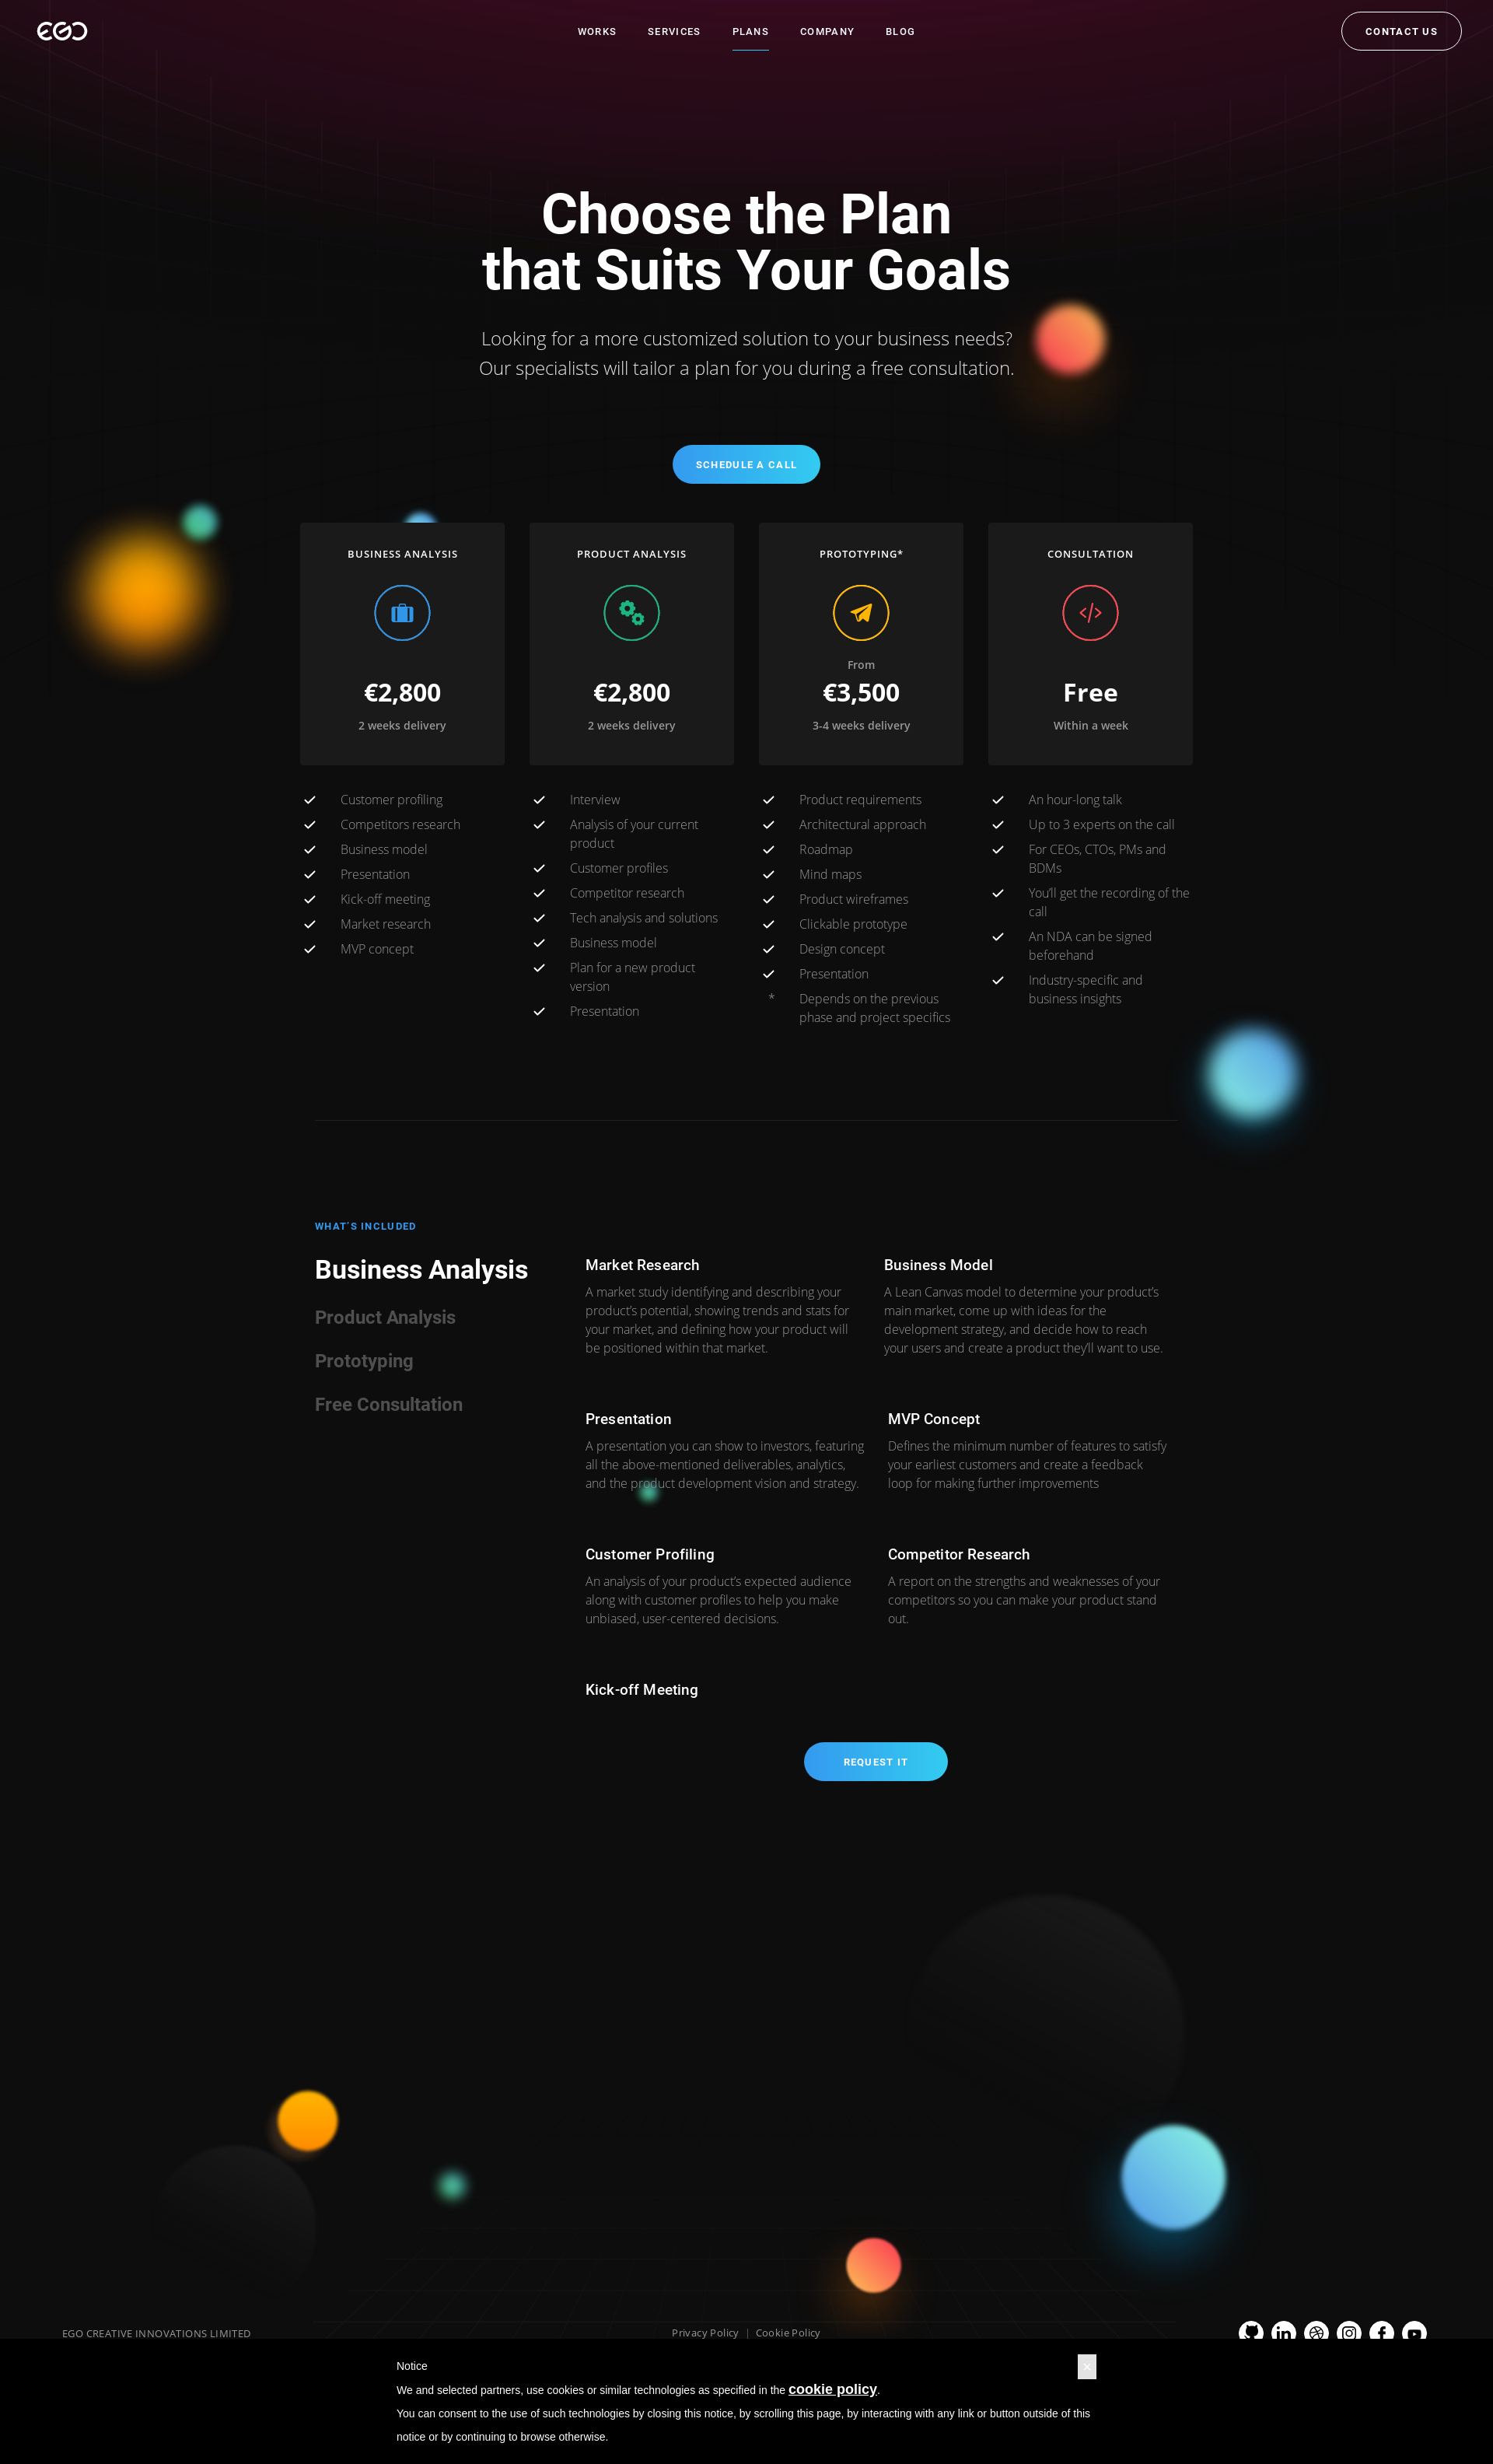 EGO
WORKS
SERVICES
PLANS
COMPANY
BLOG
CONTACT US
Choose the Plan
that Suits Your Goals
Looking for a more customized solution to your business needs?
Our specialists will tailor a plan for you during a free consultation.
SCHEDULE A CALL
BUSINESS ANALYSIS
€2,800
2 weeks delivery
Customer profiling
Competitors research
Business model
Presentation
Kick-off meeting
Market research
MVP concept
PRODUCT ANALYSIS
€2,800
2 weeks delivery
Interview
Analysis of your current
product
Customer profiles
Competitor research
Tech analysis and solutions
Business model
Plan for a new product
version
Presentation
PROTOTYPING*
From
€3,500
3-4 weeks delivery
Product requirements
Architectural approach
Roadmap
Mind maps
Product wireframes
Clickable prototype
Design concept
Presentation
* Depends on the previous
phase and project specifics
CONSULTATION
Free
Within a week
An hour-long talk
Up to 3 experts on the call
For CEOs, CTOs, PMs and
BDMs
You’ll get the recording of the
call
An NDA can be signed
beforehand
Industry-specific and
business insights
WHAT'S INCLUDED
Business Analysis
Product Analysis
Prototyping
Free Consultation
Market Research
A market study identifying and describing your
product’s potential, showing trends and stats for
your market, and defining how your product will
be positioned within that market.
Business Model
A Lean Canvas model to determine your product’s
main market, come up with ideas for the
development strategy, and decide how to reach
your users and create a product they’ll want to use.
Presentation
A presentation you can show to investors, featuring
all the above-mentioned deliverables, analytics,
and the product development vision and strategy.
MVP Concept
Defines the minimum number of features to satisfy
your earliest customers and create a feedback
loop for making further improvements
Customer Profiling
An analysis of your product’s expected audience
along with customer profiles to help you make
unbiased, user-centered decisions.
Competitor Research
A report on the strengths and weaknesses of your
competitors so you can make your product stand
out.
Kick-off Meeting
REQUEST IT
EGO CREATIVE INNOVATIONS LIMITED
Privacy Policy | Cookie Policy
Notice
×
We and selected partners, use cookies or similar technologies as specified in the cookie policy.
You can consent to the use of such technologies by closing this notice, by scrolling this page, by interacting with any link or button outside of this
notice or by continuing to browse otherwise.